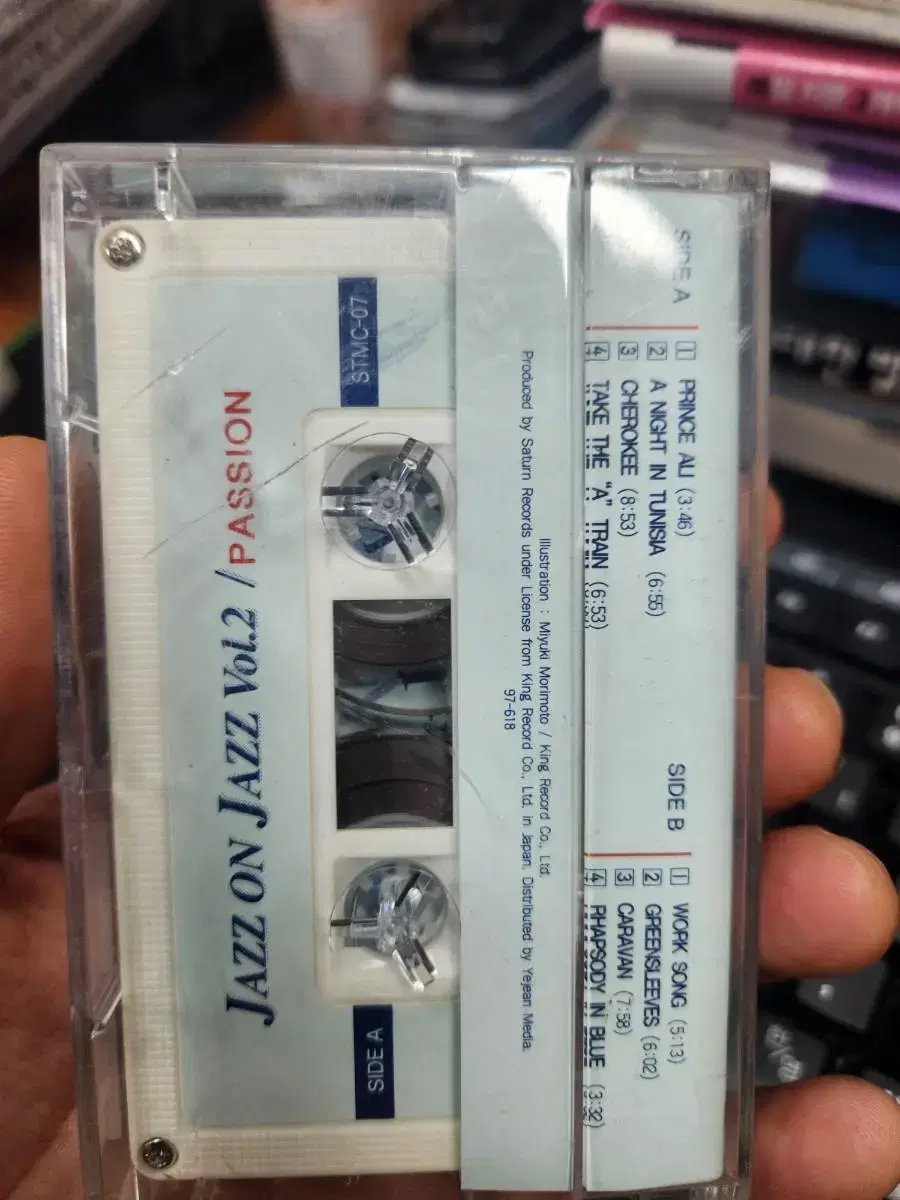 JAZZ ON JAZZ Vol.2 / PASSION
STMC-07
SIDE A
Illustration : Miyuki Morimoto / King Record Co., Ltd.
Produced by Saturn Records under License from King Record Co., Ltd. in Japan. Distributed by Yejean Media.
97-618
SIDE A
1 PRINCE ALI (3:46)
2 A NIGHT IN TUNISIA (6:55)
3 CHEROKEE (8:53)
4 TAKE THE "A" TRAIN (6:53)
SIDE B
1 WORK SONG (5:13)
2 GREENSLEEVES (6:02)
3 CARAVAN (7:58)
4 RHAPSODY IN BLUE (3:32)